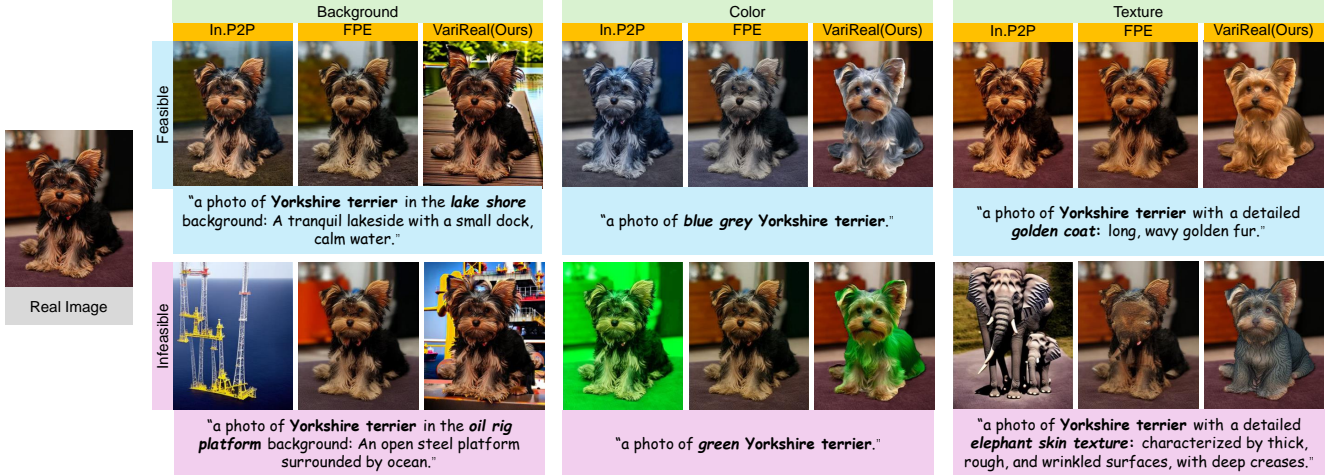 Background
Color
Texture
In.P2P
FPE
VariReal(Ours)
In.P2P
FPE
VariReal(Ours)
In.P2P
FPE
VariReal(Ours)
Feasible
“a photo of Yorkshire terrier in the lake shore
background: A tranquil lakeside with a small dock,
calm water.”
“a photo of blue grey Yorkshire terrier.”
“a photo of Yorkshire terrier with a detailed
golden coat: long, wavy golden fur.”
Real Image
Infeasible
“a photo of Yorkshire terrier in the oil rig
platform background: An open steel platform
surrounded by ocean.”
“a photo of green Yorkshire terrier.”
“a photo of Yorkshire terrier with a detailed
elephant skin texture: characterized by thick,
rough, and wrinkled surfaces, with deep creases.”